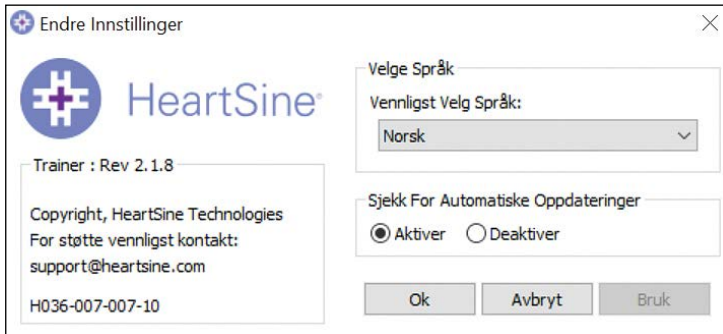 Endre Innstillinger
HeartSine®
Trainer : Rev 2.1.8
Copyright, HeartSine Technologies
For støtte vennligst kontakt:
support@heartsine.com
H036-007-007-10
Velge Språk
Vennligst Velg Språk:
Norsk
Sjekk For Automatiske Oppdateringer
Aktiver Deaktiver
Ok Avbryt Bruk